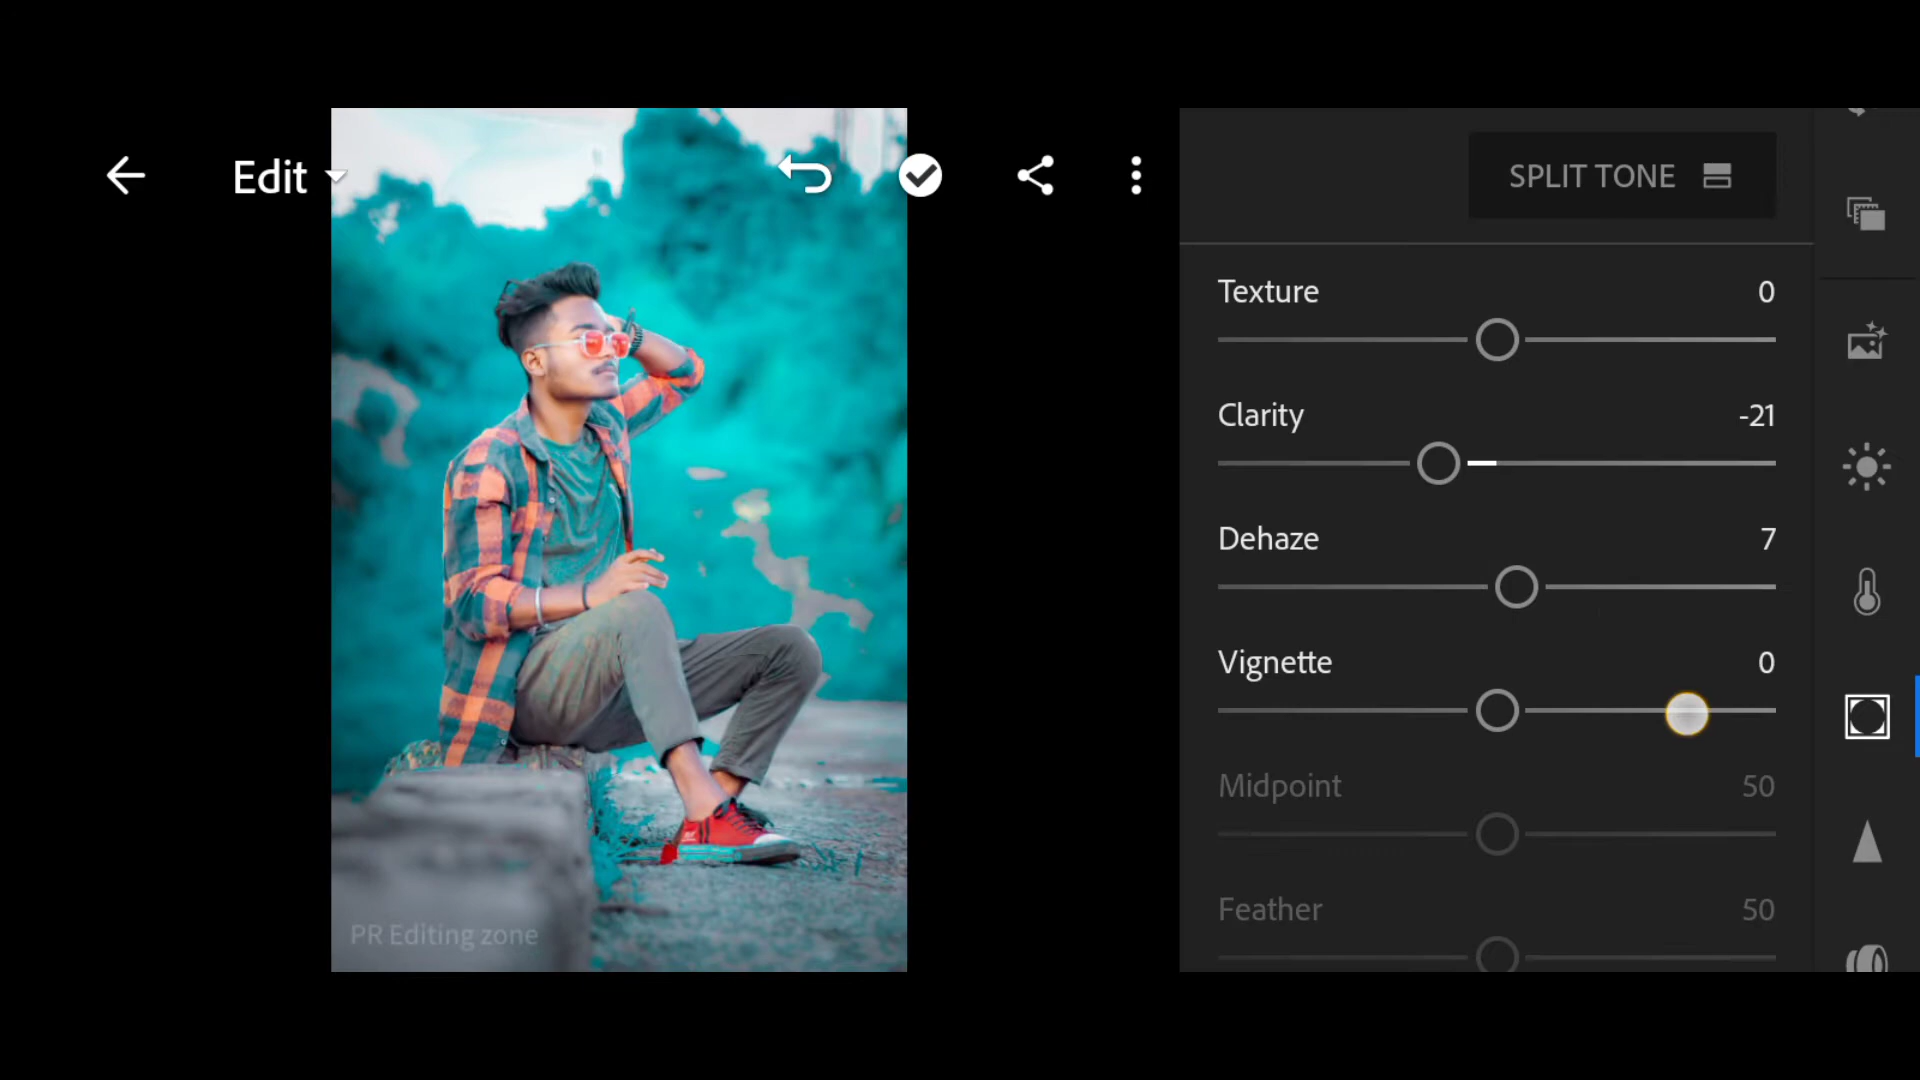 Edit
SPLIT TONE
Texture 0
Clarity -21
Dehaze 7
Vignette 0
Midpoint 50
Feather 50
PR Editing zone